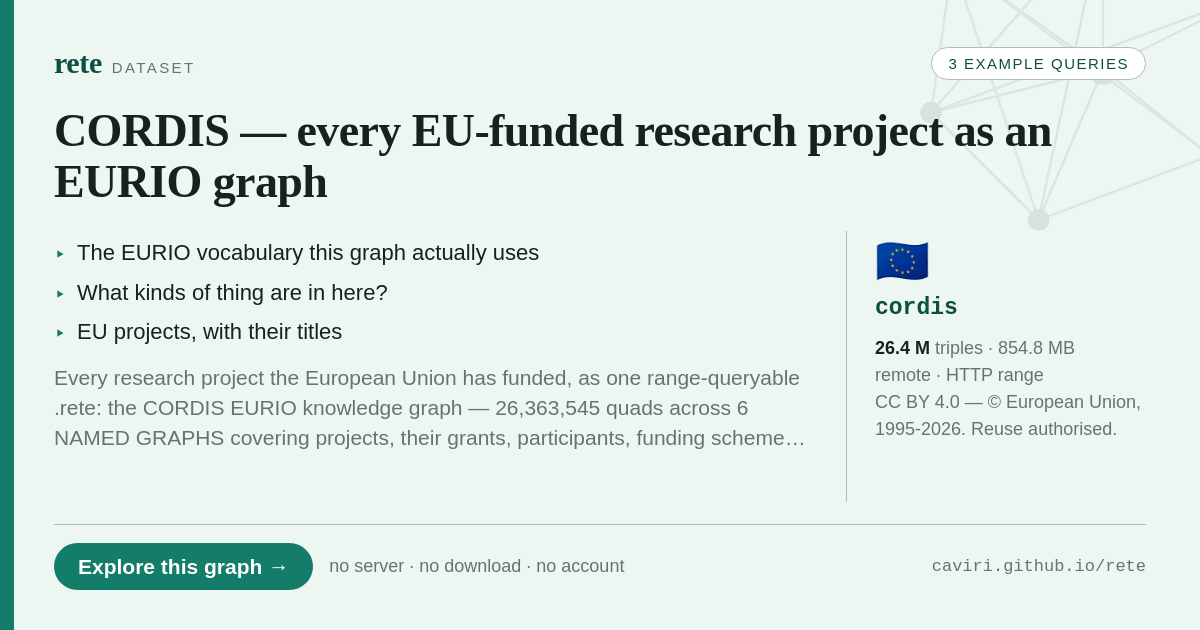 rete DATASET
3 EXAMPLE QUERIES
CORDIS — every EU-funded research project as an
EURIO graph
▸ The EURIO vocabulary this graph actually uses
▸ What kinds of thing are in here?
▸ EU projects, with their titles
Every research project the European Union has funded, as one range-queryable
.rete: the CORDIS EURIO knowledge graph — 26,363,545 quads across 6
NAMED GRAPHS covering projects, their grants, participants, funding scheme…
cordis
26.4 M triples · 854.8 MB
remote · HTTP range
CC BY 4.0 — © European Union,
1995-2026. Reuse authorised.
Explore this graph →
no server · no download · no account
caviri.github.io/rete